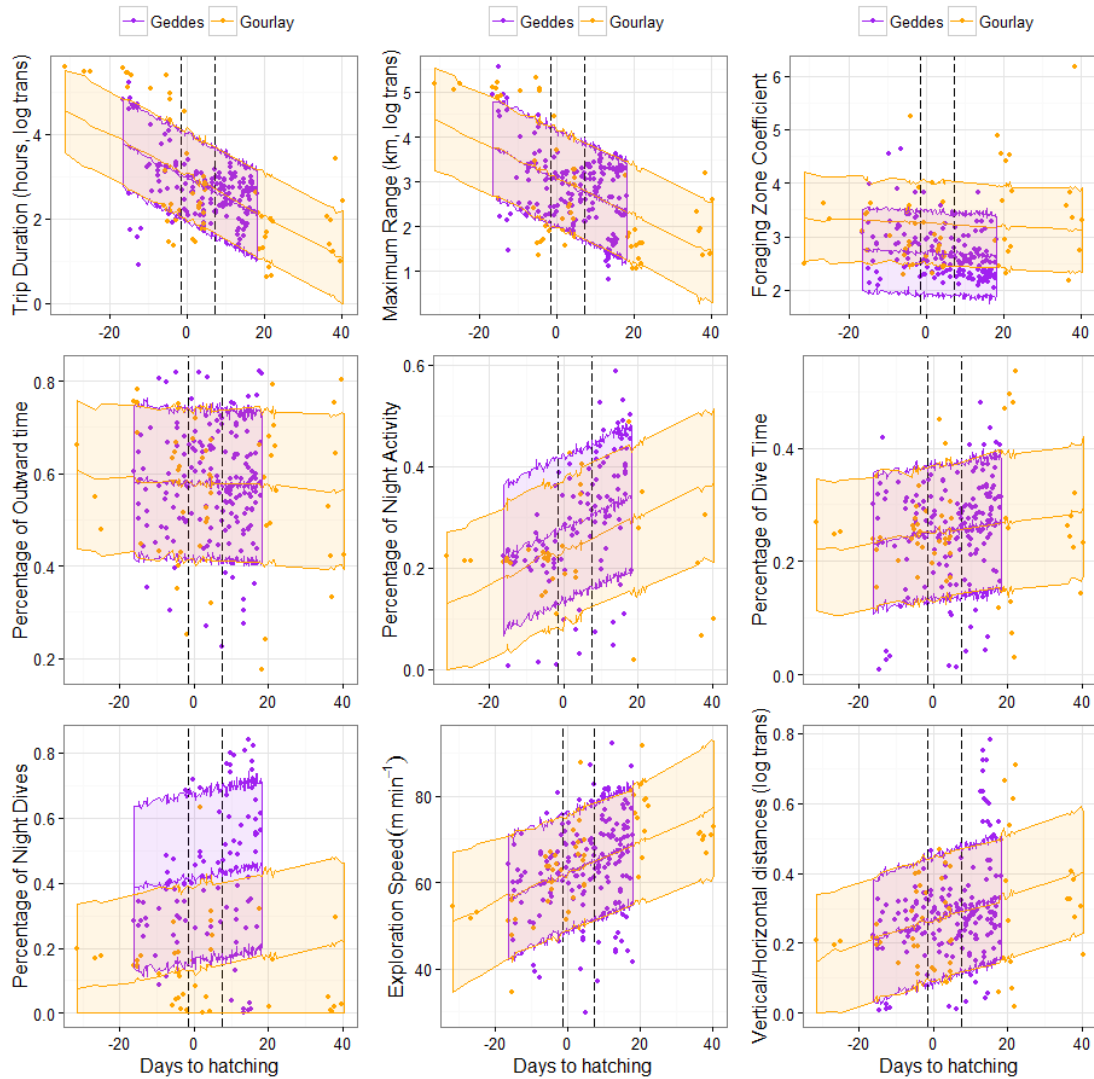 Geddes Gourlay
Geddes Gourlay
Geddes Gourlay
Trip Duration (hours, log trans)
4
2
0
-20 0 20 40
Maximum Range (km, log trans)
5
4
3
2
1
-20 0 20 40
Foraging Zone Coefficient
6
5
4
3
2
-20 0 20 40
Percentage of Outward time
0.8
0.6
0.4
0.2
-20 0 20 40
Percentage of Night Activity
0.6
0.4
0.2
0.0
-20 0 20 40
Percentage of Dive Time
0.4
0.2
0.0
-20 0 20 40
Percentage of Night Dives
0.8
0.6
0.4
0.2
0.0
-20 0 20 40
Days to hatching
Exploration Speed(m min⁻¹)
80
60
40
-20 0 20 40
Days to hatching
Vertical/Horizontal distances (log trans)
0.8
0.6
0.4
0.2
0.0
-20 0 20 40
Days to hatching